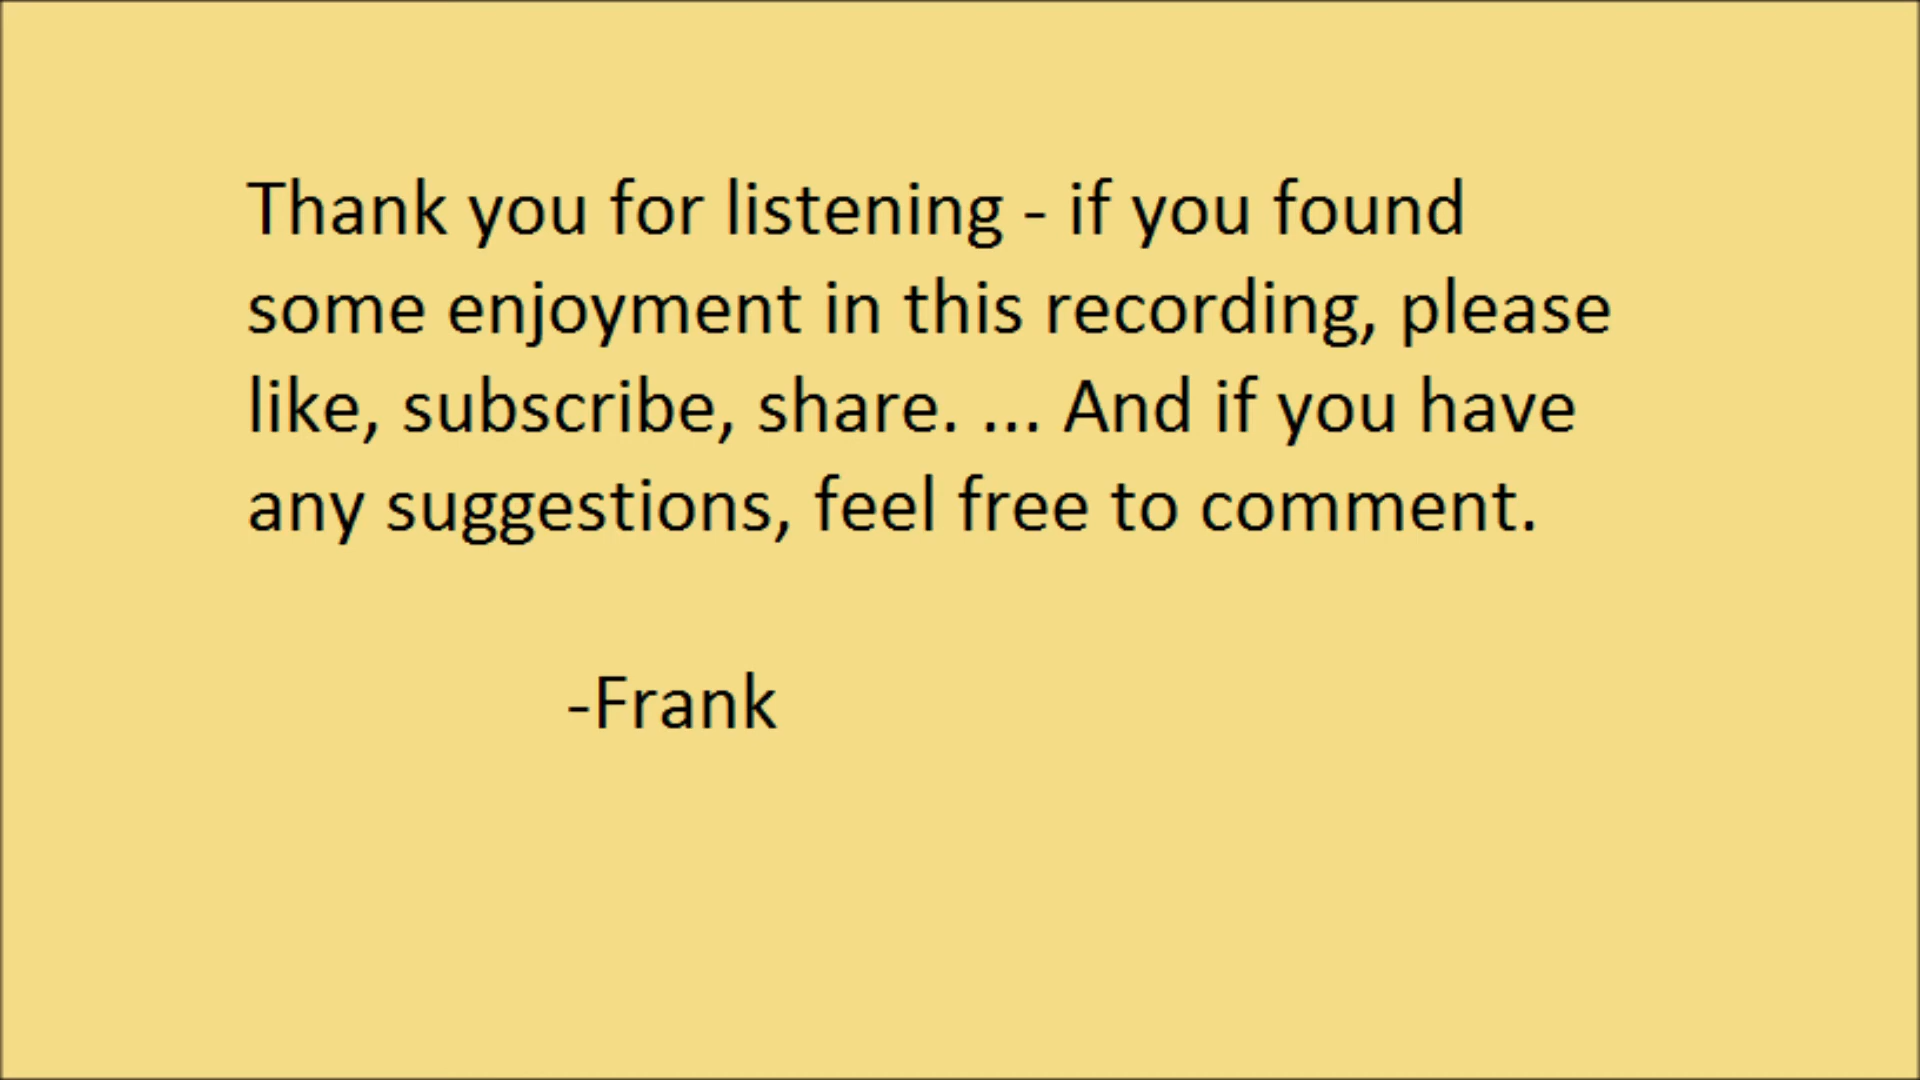 Thank you for listening - if you found
some enjoyment in this recording, please
like, subscribe, share. ... And if you have
any suggestions, feel free to comment.
-Frank